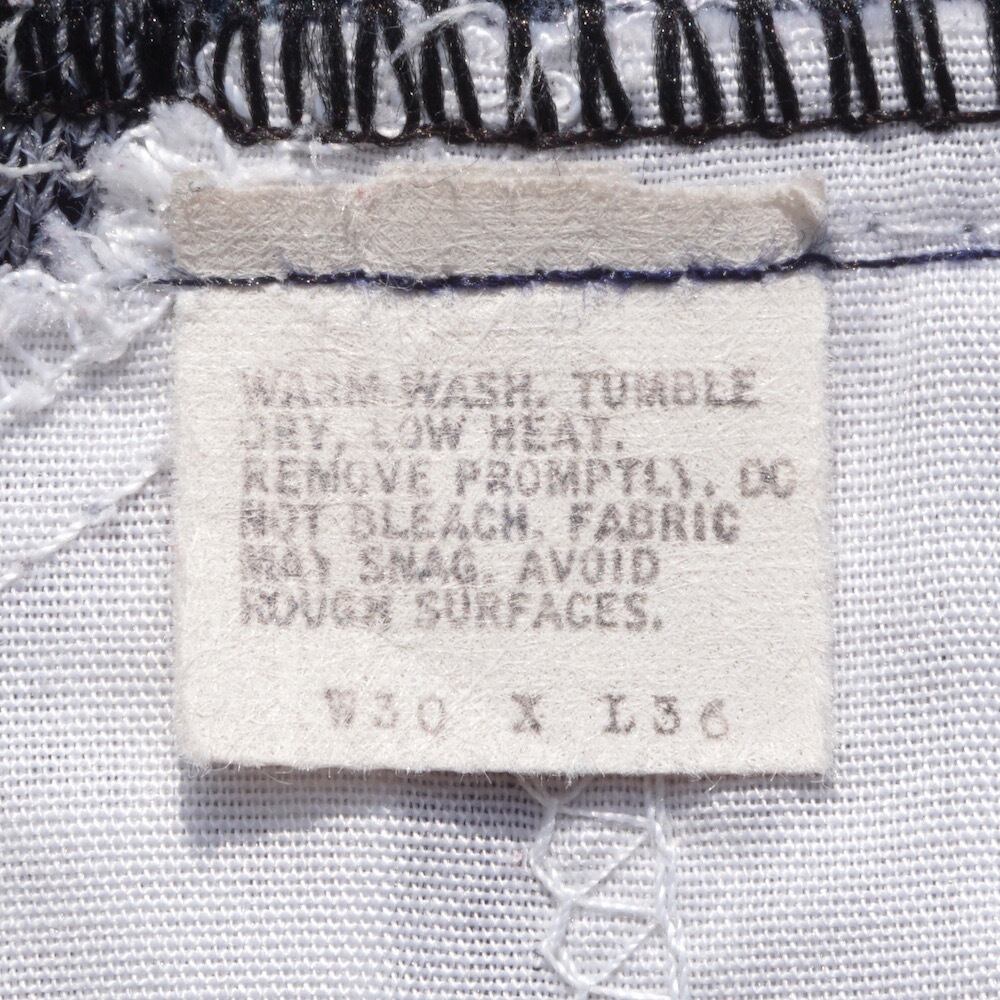 WARM WASH. TUMBLE
DRY, LOW HEAT.
REMOVE PROMPTLY. DO
NOT BLEACH. FABRIC
MAY SNAG. AVOID
ROUGH SURFACES.
W30 X L36